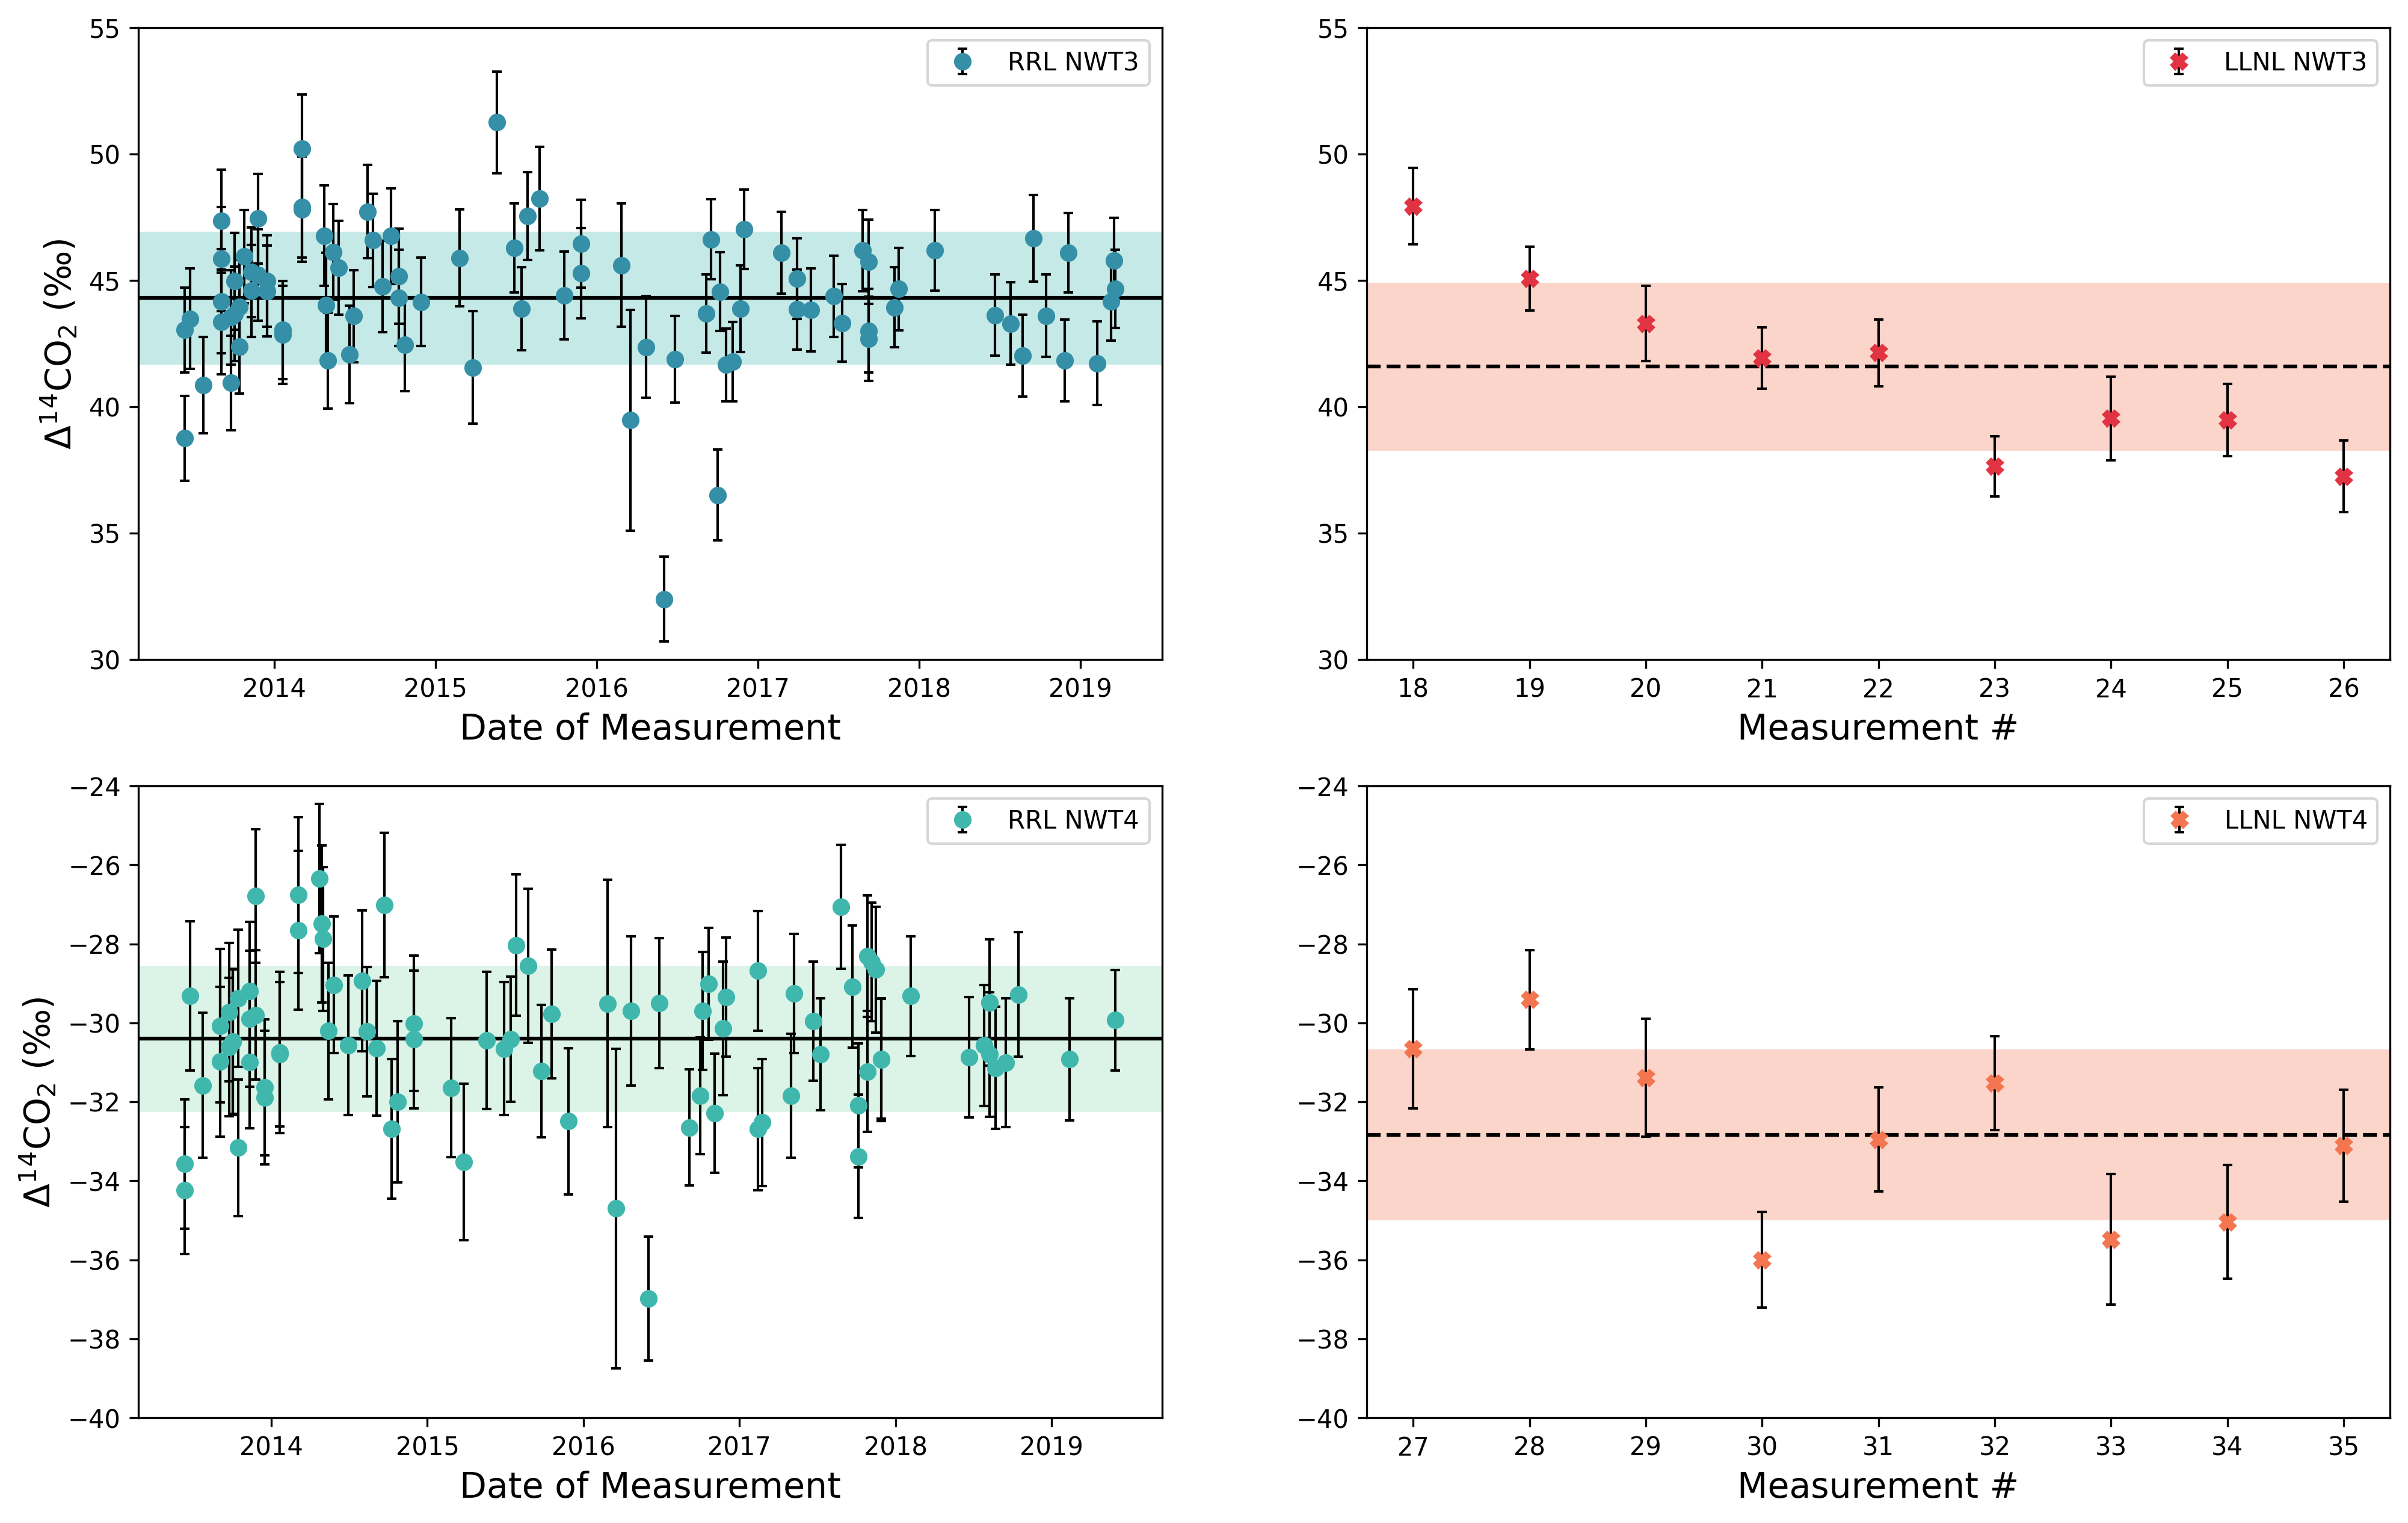 55
50
45
40
35
30
Δ¹⁴CO₂ (‰)
RRL NWT3
2014 2015 2016 2017 2018 2019
Date of Measurement
55
50
45
40
35
30
LLNL NWT3
18 19 20 21 22 23 24 25 26
Measurement #
−24
−26
−28
−30
−32
−34
−36
−38
−40
Δ¹⁴CO₂ (‰)
RRL NWT4
2014 2015 2016 2017 2018 2019
Date of Measurement
−24
−26
−28
−30
−32
−34
−36
−38
−40
LLNL NWT4
27 28 29 30 31 32 33 34 35
Measurement #